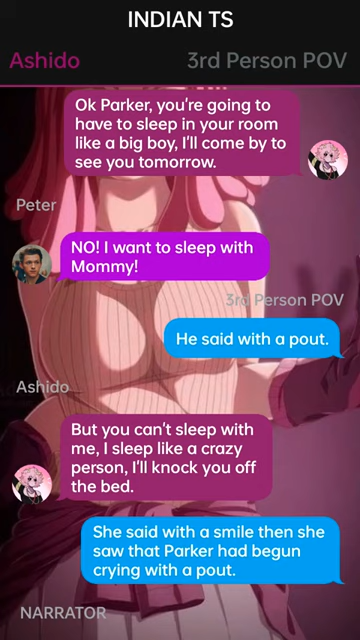 INDIAN TS
Ashido 3rd Person POV
Ok Parker, you're going to
have to sleep in your room
like a big boy, I'll come by to
see you tomorrow.
Peter
NO! I want to sleep with
Mommy!
3rd Person POV
He said with a pout.
Ashido
But you can't sleep with
me, I sleep like a crazy
person, I'll knock you off
the bed.
She said with a smile then she
saw that Parker had begun
crying with a pout.
NARRATOR